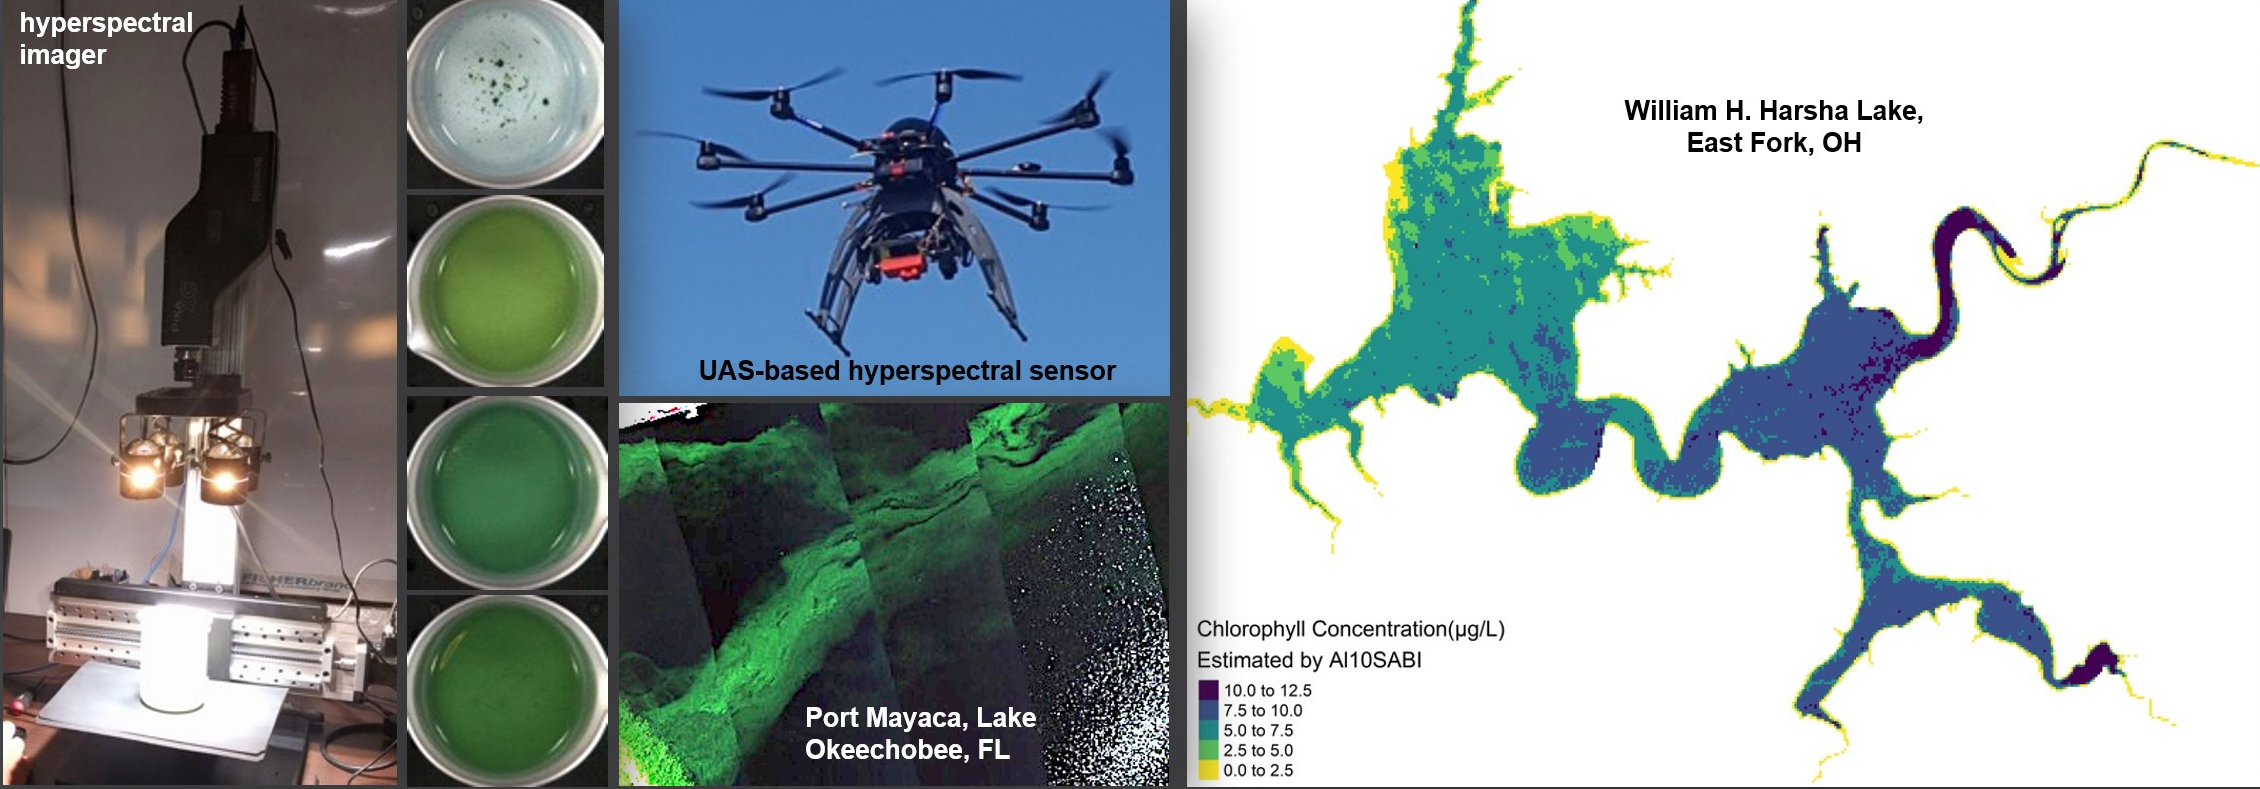 hyperspectral
imager
FISHERbrand
UAS-based hyperspectral sensor
Port Mayaca, Lake
Okeechobee, FL
William H. Harsha Lake,
East Fork, OH
Chlorophyll Concentration(µg/L)
Estimated by Al10SABI
10.0 to 12.5
7.5 to 10.0
5.0 to 7.5
2.5 to 5.0
0.0 to 2.5